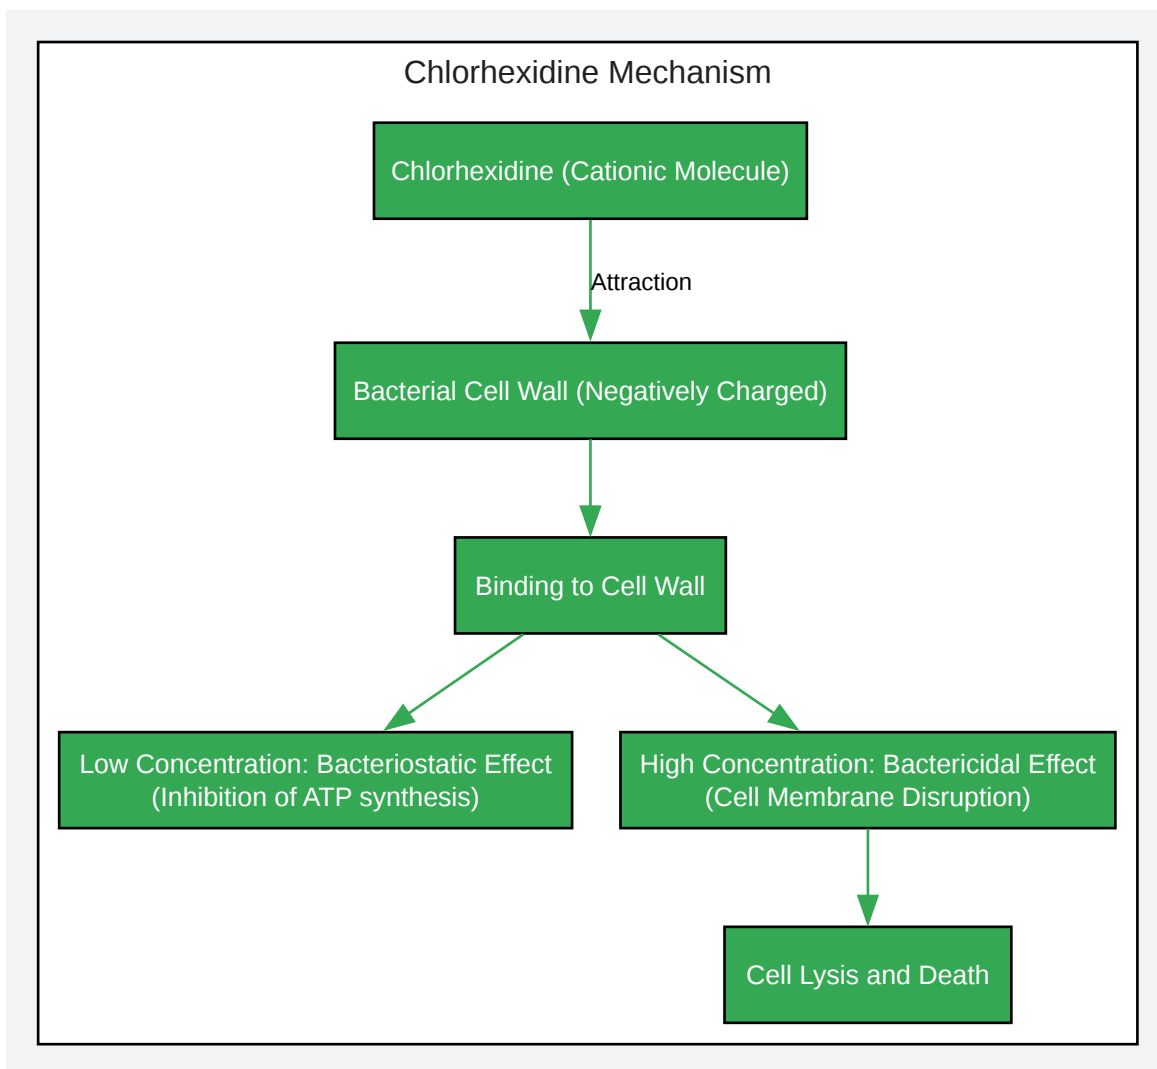 Chlorhexidine Mechanism
Chlorhexidine (Cationic Molecule)
Attraction
Bacterial Cell Wall (Negatively Charged)
Binding to Cell Wall
Low Concentration: Bacteriostatic Effect
(Inhibition of ATP synthesis)
High Concentration: Bactericidal Effect
(Cell Membrane Disruption)
Cell Lysis and Death